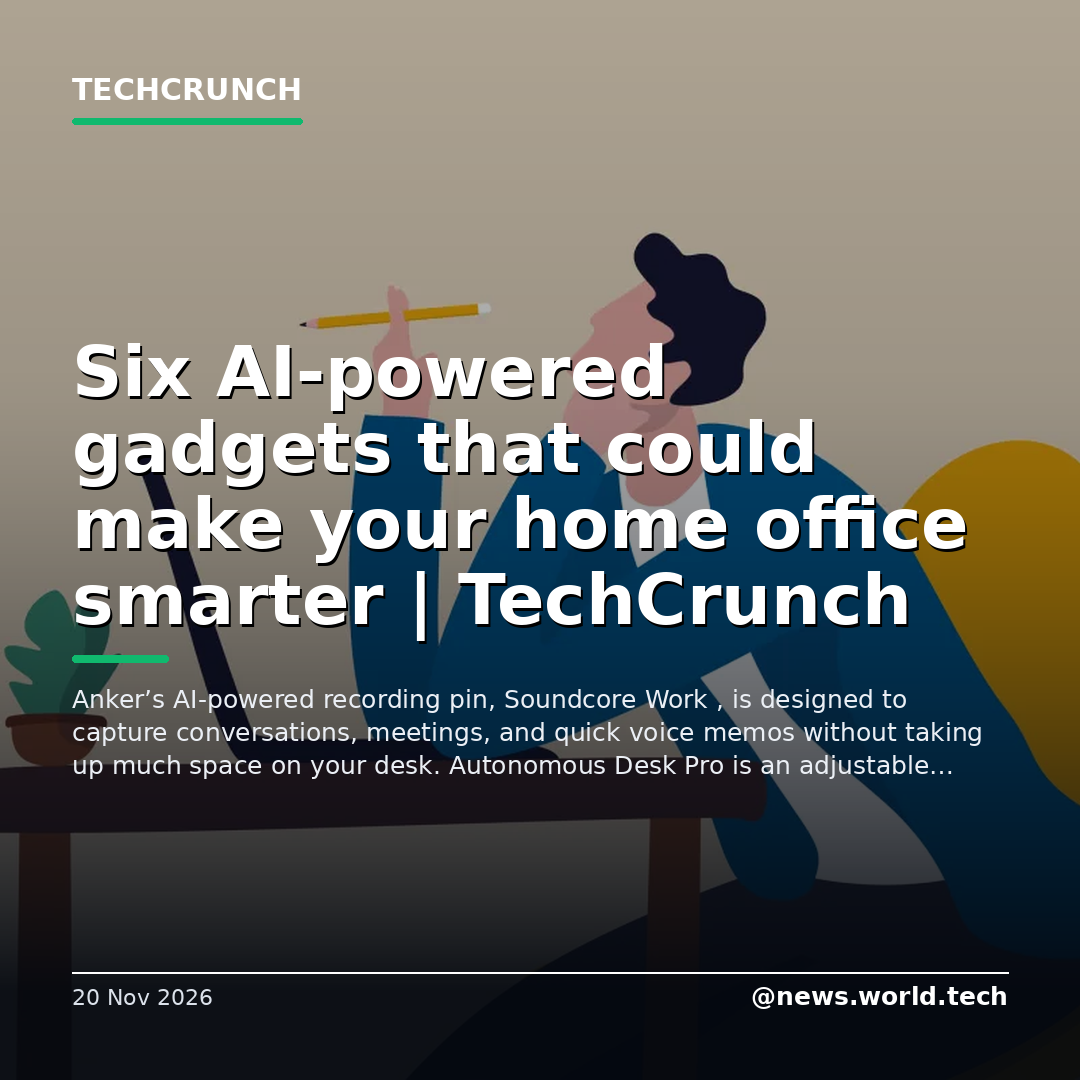 TECHCRUNCH
Six AI-powered
gadgets that could
make your home office
smarter | TechCrunch
Anker’s AI-powered recording pin, Soundcore Work , is designed to
capture conversations, meetings, and quick voice memos without taking
up much space on your desk. Autonomous Desk Pro is an adjustable...
20 Nov 2026
@news.world.tech